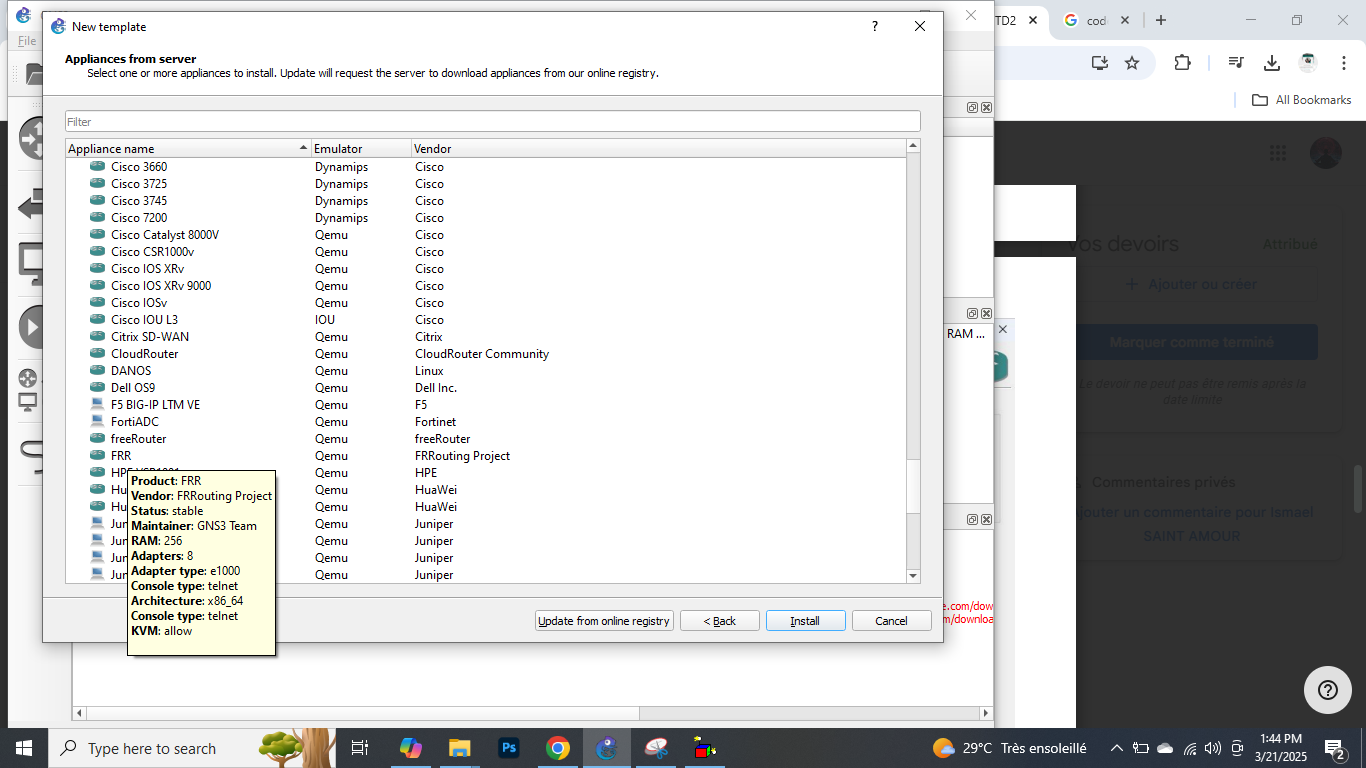 New template
?
TD2
cod
File
Appliances from server
Select one or more appliances to install. Update will request the server to download appliances from our online registry.
All Bookmarks
Filter
Appliance name Emulator Vendor
Cisco 3660 Dynamips Cisco
Cisco 3725 Dynamips Cisco
Cisco 3745 Dynamips Cisco
Cisco 7200 Dynamips Cisco
Cisco Catalyst 8000V Qemu Cisco
Cisco CSR1000v Qemu Cisco
Cisco IOS XRv Qemu Cisco
Cisco IOS XRv 9000 Qemu Cisco
Cisco IOSv Qemu Cisco
Cisco IOU L3 IOU Cisco
Citrix SD-WAN Qemu Citrix
CloudRouter Qemu CloudRouter Community
DANOS Qemu Linux
Dell OS9 Qemu Dell Inc.
F5 BIG-IP LTM VE Qemu F5
FortiADC Qemu Fortinet
freeRouter Qemu freeRouter
FRR Qemu FRRouting Project
HPE VSR1001 Qemu HPE
Hu Qemu HuaWei
Hu Qemu HuaWei
Jun Qemu Juniper
Jun Qemu Juniper
Jun Qemu Juniper
Jun Qemu Juniper
Product: FRR
Vendor: FRRouting Project
Status: stable
Maintainer: GNS3 Team
RAM: 256
Adapters: 8
Adapter type: e1000
Console type: telnet
Architecture: x86_64
Console type: telnet
KVM: allow
Update from online registry < Back Install Cancel
RAM ...
e.com/dow
m/downloa
Vos devoirs Attribué
+ Ajouter ou créer
Marquer comme terminé
Le devoir ne peut pas être remis après la
date limite
Commentaires privés
Ajouter un commentaire pour Ismael
SAINT AMOUR
Type here to search
Ps
29°C Très ensoleillé
1:44 PM
3/21/2025
2